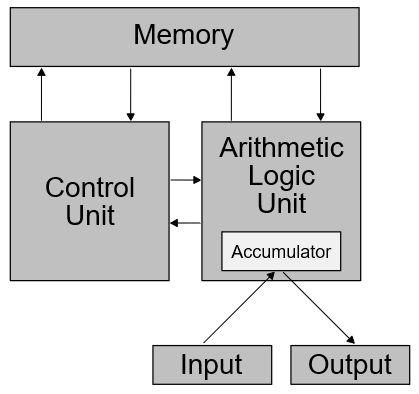 Memory
Control
Unit
Arithmetic
Logic
Unit
Accumulator
Input
Output